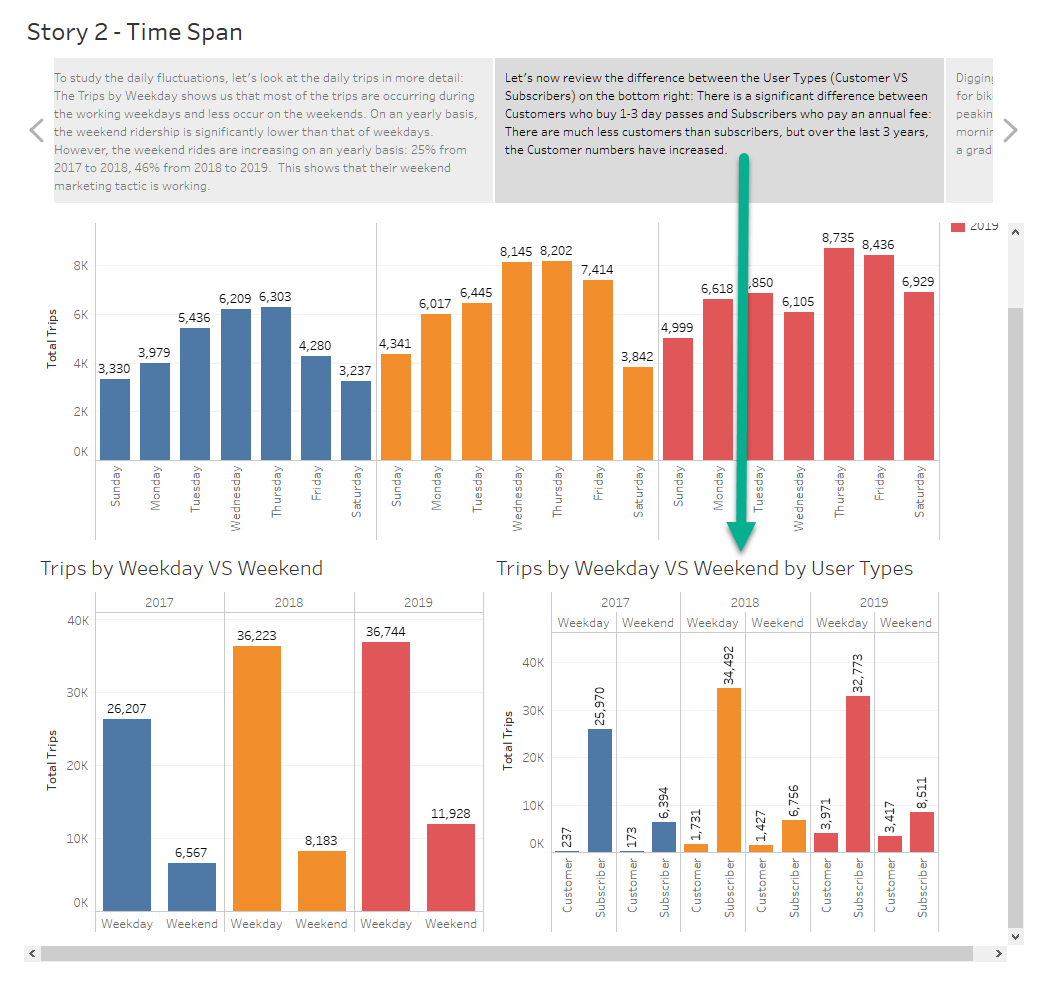 Story 2 - Time Span
To study the daily fluctuations, let's look at the daily trips in more detail:
The Trips by Weekday shows us that most of the trips are occurring during
the working weekdays and less occur on the weekends. On an yearly basis,
the weekend ridership is significantly lower than that of weekdays.
However, the weekend rides are increasing on an yearly basis: 25% from
2017 to 2018, 46% from 2018 to 2019.  This shows that their weekend
marketing tactic is working.
Let's now review the difference between the User Types (Customer VS
Subscribers) on the bottom right: There is a significant difference between
Customers who buy 1-3 day passes and Subscribers who pay an annual fee:
There are much less customers than subscribers, but over the last 3 years,
the Customer numbers have increased.
for
a
2019
Total Trips
8K
6K
4K
2K
0K
3,330 3,979 5,436 6,209 6,303 4,280 3,237 4,341 6,017 6,445 8,145 8,202 7,414 3,842 4,999 6,618 ,850 6,105 8,735 8,436 6,929
Sunday Monday Tuesday Wednesday Thursday Friday Saturday Sunday Monday Tuesday Wednesday Thursday Friday Saturday Sunday Monday Tuesday Wednesday Thursday Friday Saturday
Trips by Weekday VS Weekend
2017 2018 2019
Total Trips
40K
30K
20K
10K
0K
26,207 6,567 36,223 8,183 36,744 11,928
Weekday Weekend Weekday Weekend Weekday Weekend
Trips by Weekday VS Weekend by User Types
2017 2018 2019
Weekday Weekend Weekday Weekend Weekday Weekend
Total Trips
40K
30K
20K
10K
0K
237 25,970 173 6,394 1,731 34,492 1,427 6,756 3,971 32,773 3,417 8,511
Customer Subscriber Customer Subscriber Customer Subscriber Customer Subscriber Customer Subscriber Customer Subscriber